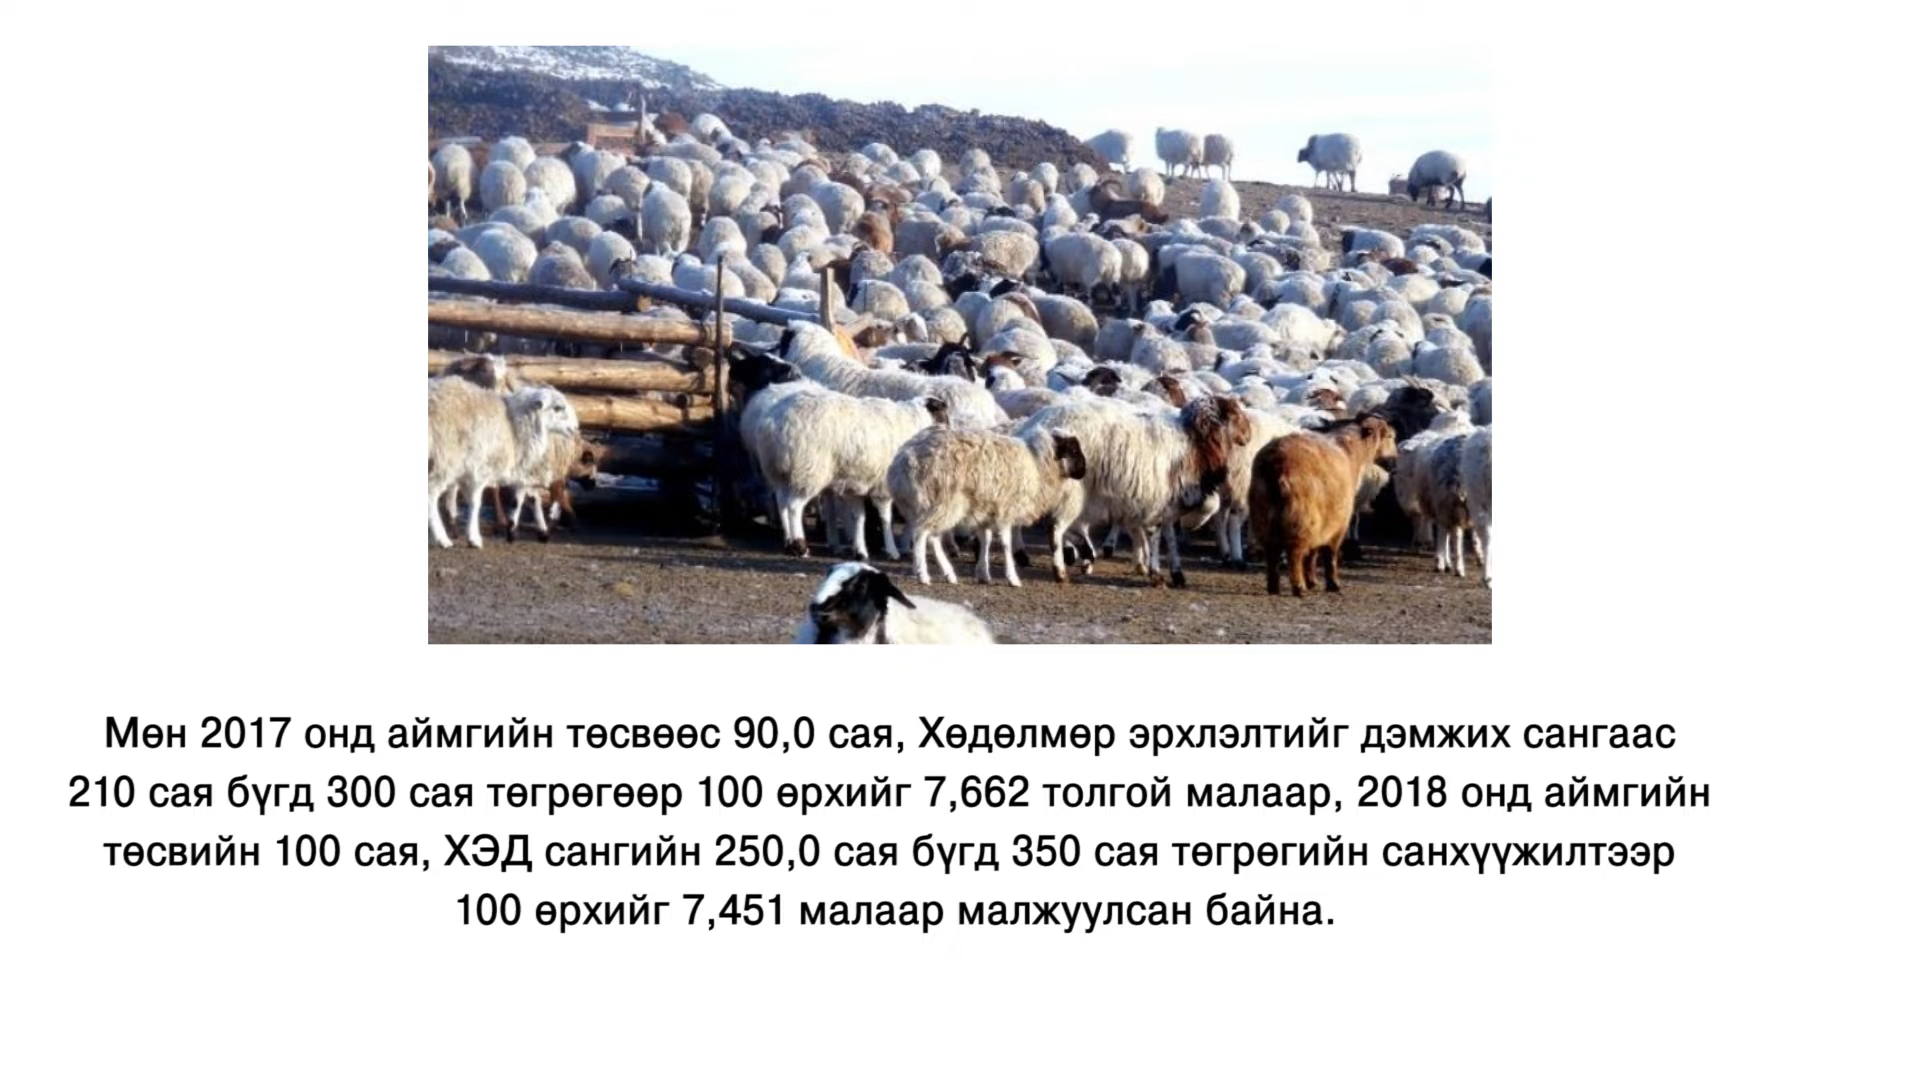 Мөн 2017 онд аймгийн төсвөөс 90,0 сая, Хөдөлмөр эрхлэлтийг дэмжих сангаас
210 сая бүгд 300 сая төгрөгөөр 100 өрхийг 7,662 толгой малаар, 2018 онд аймгийн
төсвийн 100 сая, ХЭД сангийн 250,0 сая бүгд 350 сая төгрөгийн санхүүжилтээр
100 өрхийг 7,451 малаар малжуулсан байна.